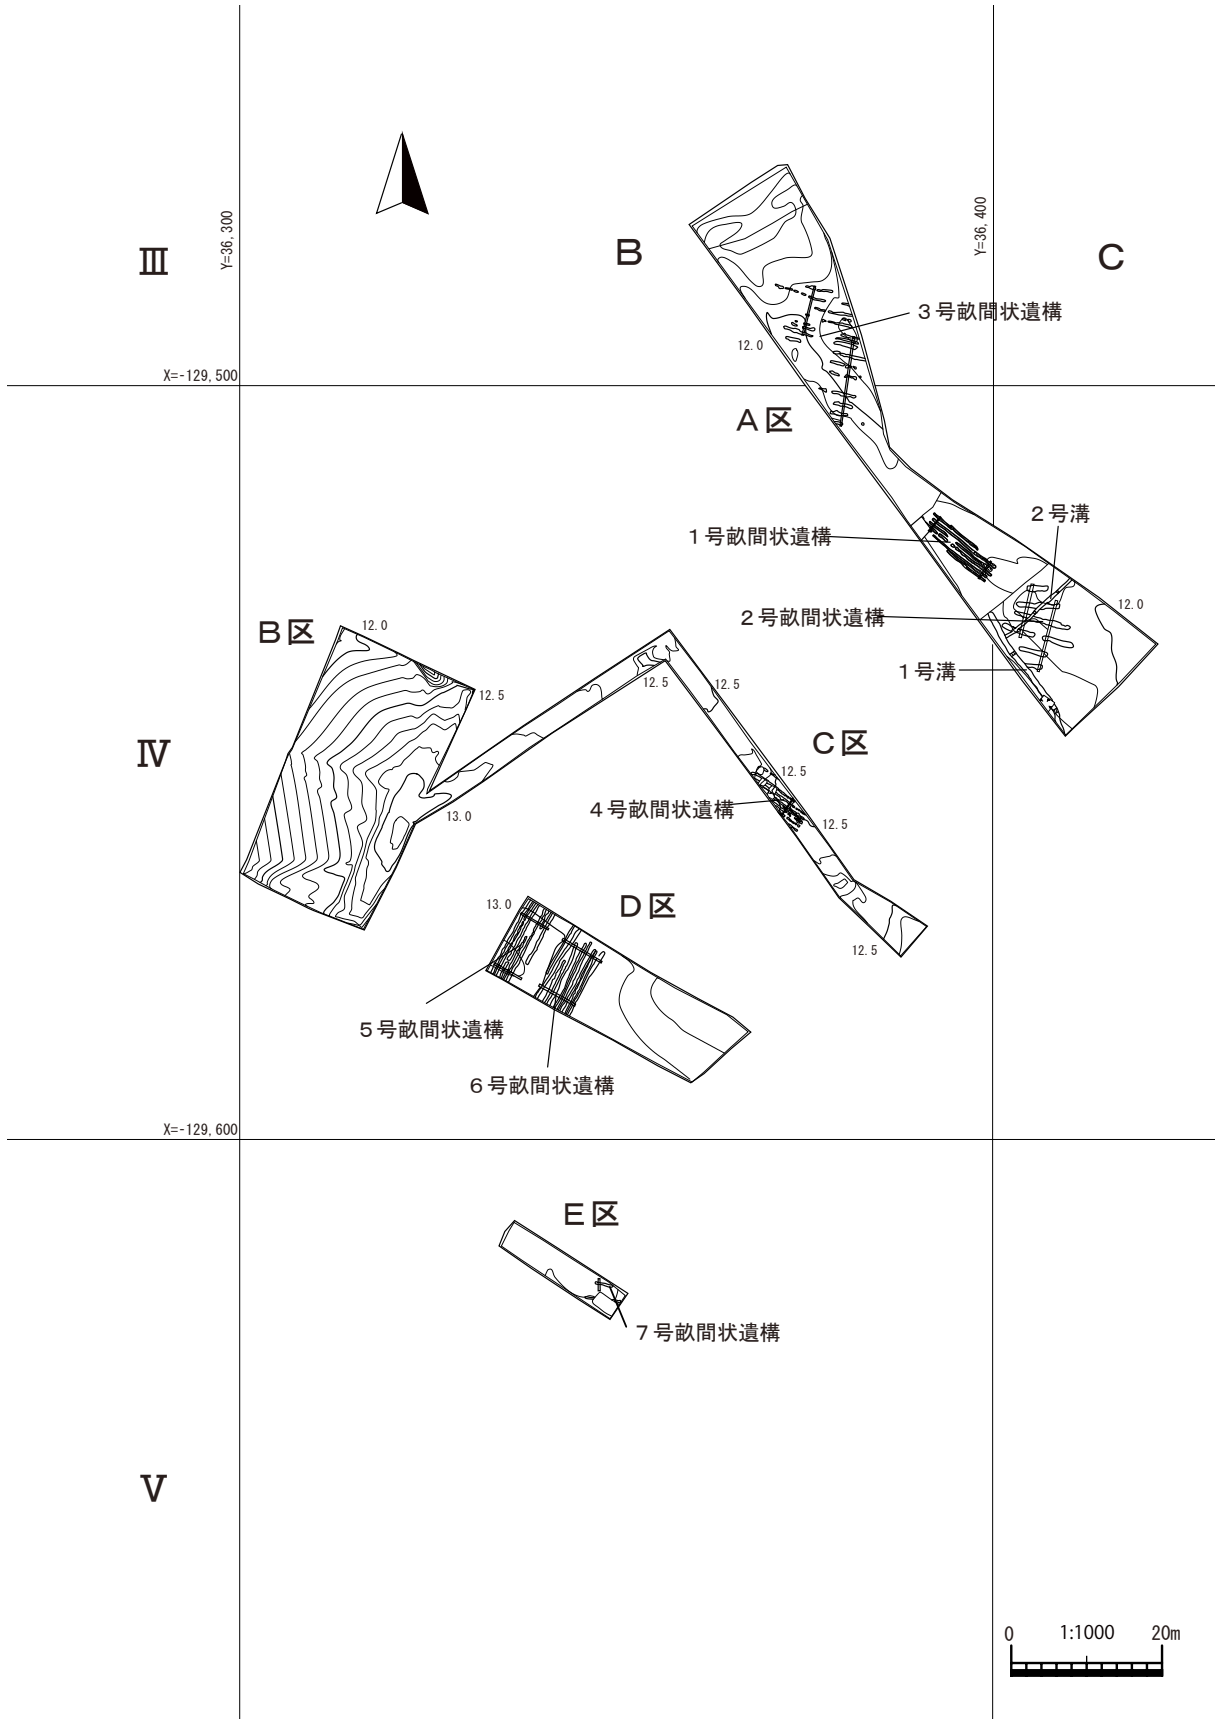 Ⅲ
Y=36,300
B
Y=36,400
C
３号畝間状遺構
12.0
X=-129,500
A区
２号溝
１号畝間状遺構
２号畝間状遺構
12.0
１号溝
B区
12.0
12.5
12.5
12.5
Ⅳ
C区
12.5
４号畝間状遺構
13.0
12.5
D区
13.0
12.5
５号畝間状遺構
６号畝間状遺構
X=-129,600
E区
７号畝間状遺構
Ⅴ
0 1:1000 20m